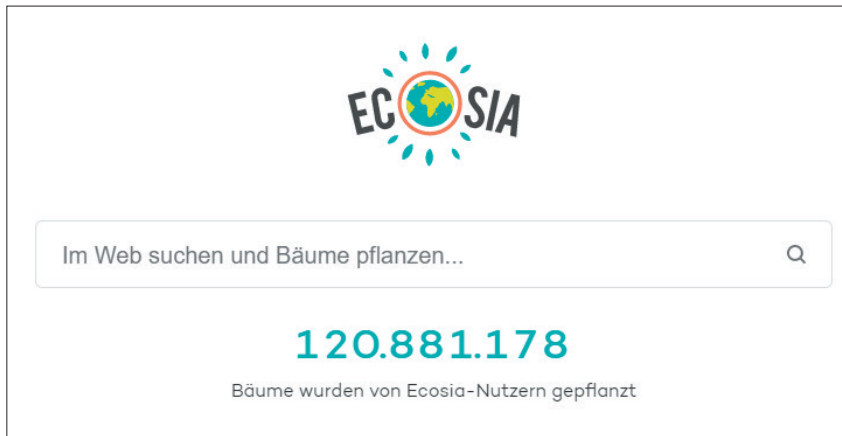 ECOSIA
Im Web suchen und Bäume pflanzen...
120.881.178
Bäume wurden von Ecosia-Nutzern gepflanzt